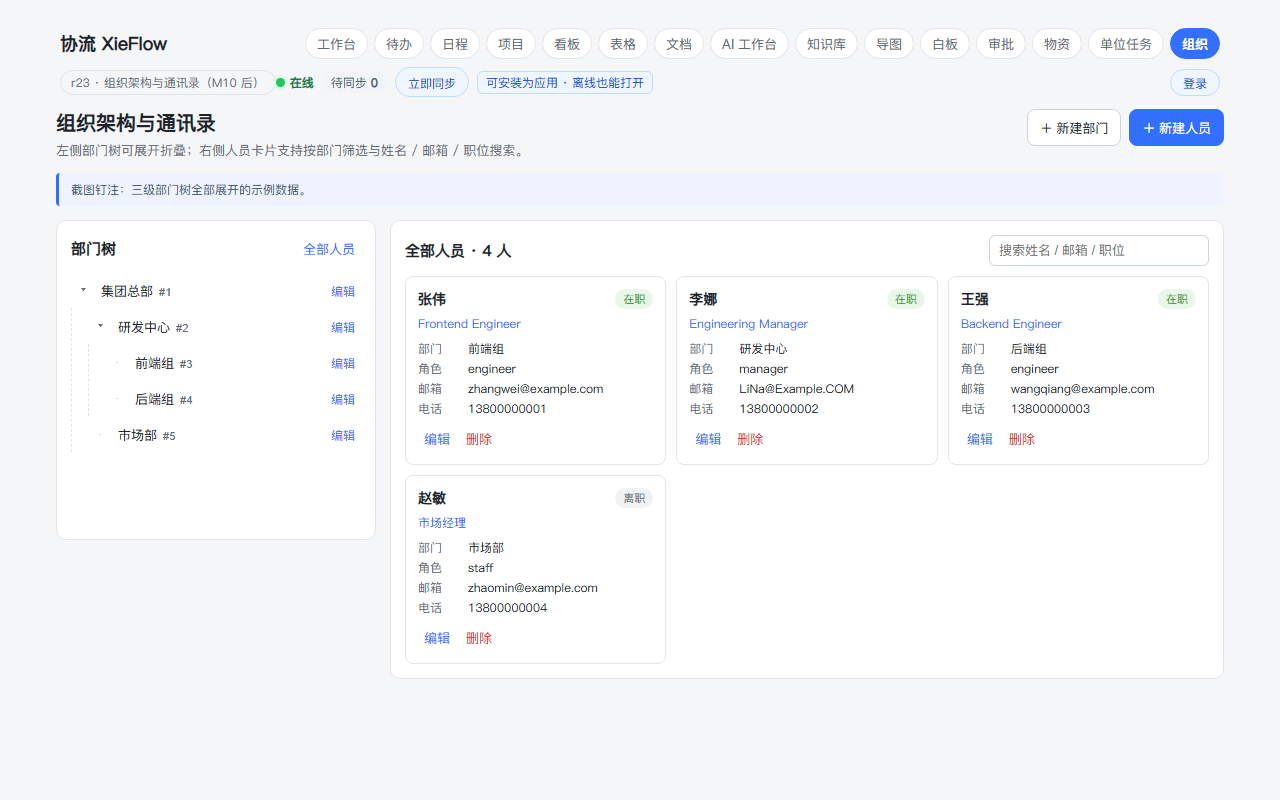 协流 XieFlow
工作台 待办 日程 项目 看板 表格 文档 AI 工作台 知识库 导图 白板 审批 物资 单位任务 组织
r23 · 组织架构与通讯录（M10 后） 在线 待同步 0 立即同步 可安装为应用 · 离线也能打开 登录
组织架构与通讯录
左侧部门树可展开折叠；右侧人员卡片支持按部门筛选与姓名 / 邮箱 / 职位搜索。
＋ 新建部门 ＋ 新建人员
截图钉注：三级部门树全部展开的示例数据。
部门树 全部人员
集团总部 #1 编辑
研发中心 #2 编辑
前端组 #3 编辑
后端组 #4 编辑
市场部 #5 编辑
全部人员 · 4 人 搜索姓名 / 邮箱 / 职位
张伟 在职
Frontend Engineer
部门 前端组
角色 engineer
邮箱 zhangwei@example.com
电话 13800000001
编辑 删除
李娜 在职
Engineering Manager
部门 研发中心
角色 manager
邮箱 LiNa@Example.COM
电话 13800000002
编辑 删除
王强 在职
Backend Engineer
部门 后端组
角色 engineer
邮箱 wangqiang@example.com
电话 13800000003
编辑 删除
赵敏 离职
市场经理
部门 市场部
角色 staff
邮箱 zhaomin@example.com
电话 13800000004
编辑 删除